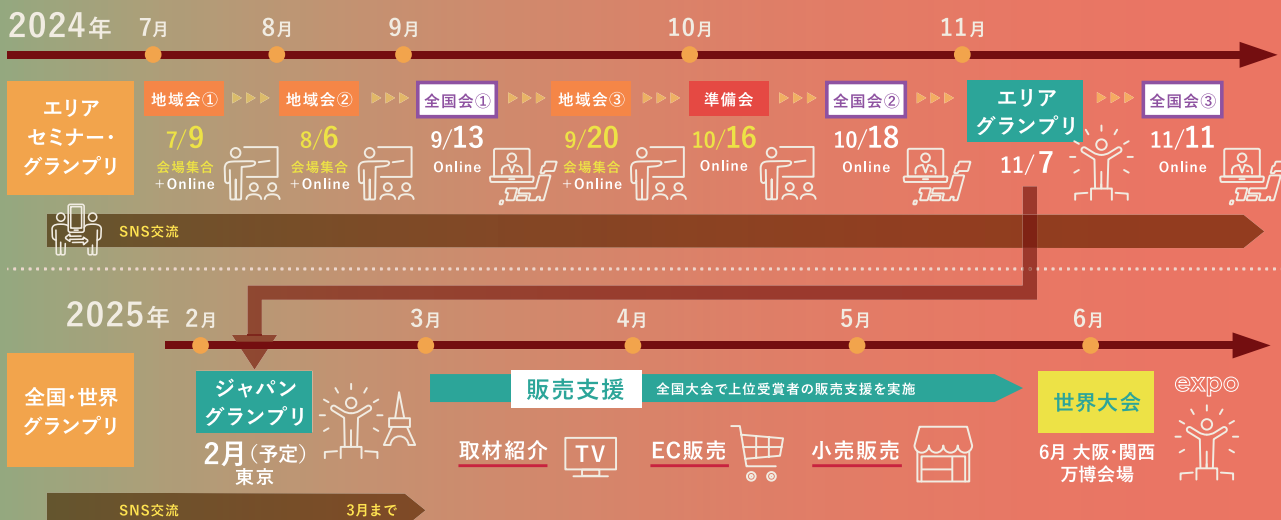 2024年
7月
8月
9月
10月
11月
エリア
セミナー・
グランプリ
地域会①
7/9
会場集合
+Online
地域会②
8/6
会場集合
+Online
全国会①
9/13
Online
地域会③
9/20
会場集合
+Online
準備会
10/16
Online
全国会②
10/18
Online
エリア
グランプリ
11/7
全国会③
11/11
Online
SNS交流
2025年
2月
3月
4月
5月
6月
全国・世界
グランプリ
ジャパン
グランプリ
2月(予定)
東京
販売支援
全国大会で上位受賞者の販売支援を実施
取材紹介
TV
EC販売
小売販売
世界大会
6月 大阪・関西
万博会場
expo
SNS交流
3月まで